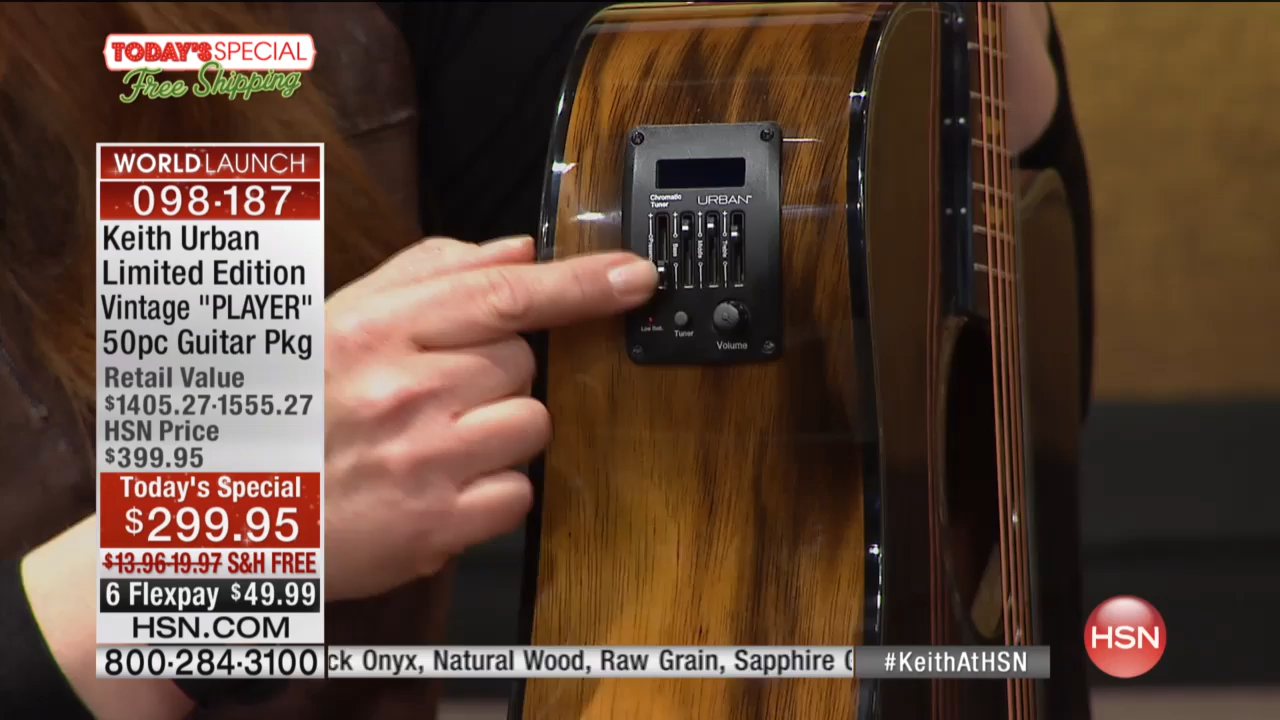 TODAY'S SPECIAL
Free Shipping
WORLD LAUNCH
098-187
Keith Urban
Limited Edition
Vintage "PLAYER"
50pc Guitar Pkg
Retail Value
$1405.27-1555.27
HSN Price
$399.95
Today's Special
$299.95
$13.96-19.97 S&H FREE
6 Flexpay $49.99
HSN.COM
800-284-3100
ck Onyx, Natural Wood, Raw Grain, Sapphire
#KeithAtHSN
HSN
Chromatic
Tuner
URBAN
Bass
Middle
Treble
Tuner
Volume